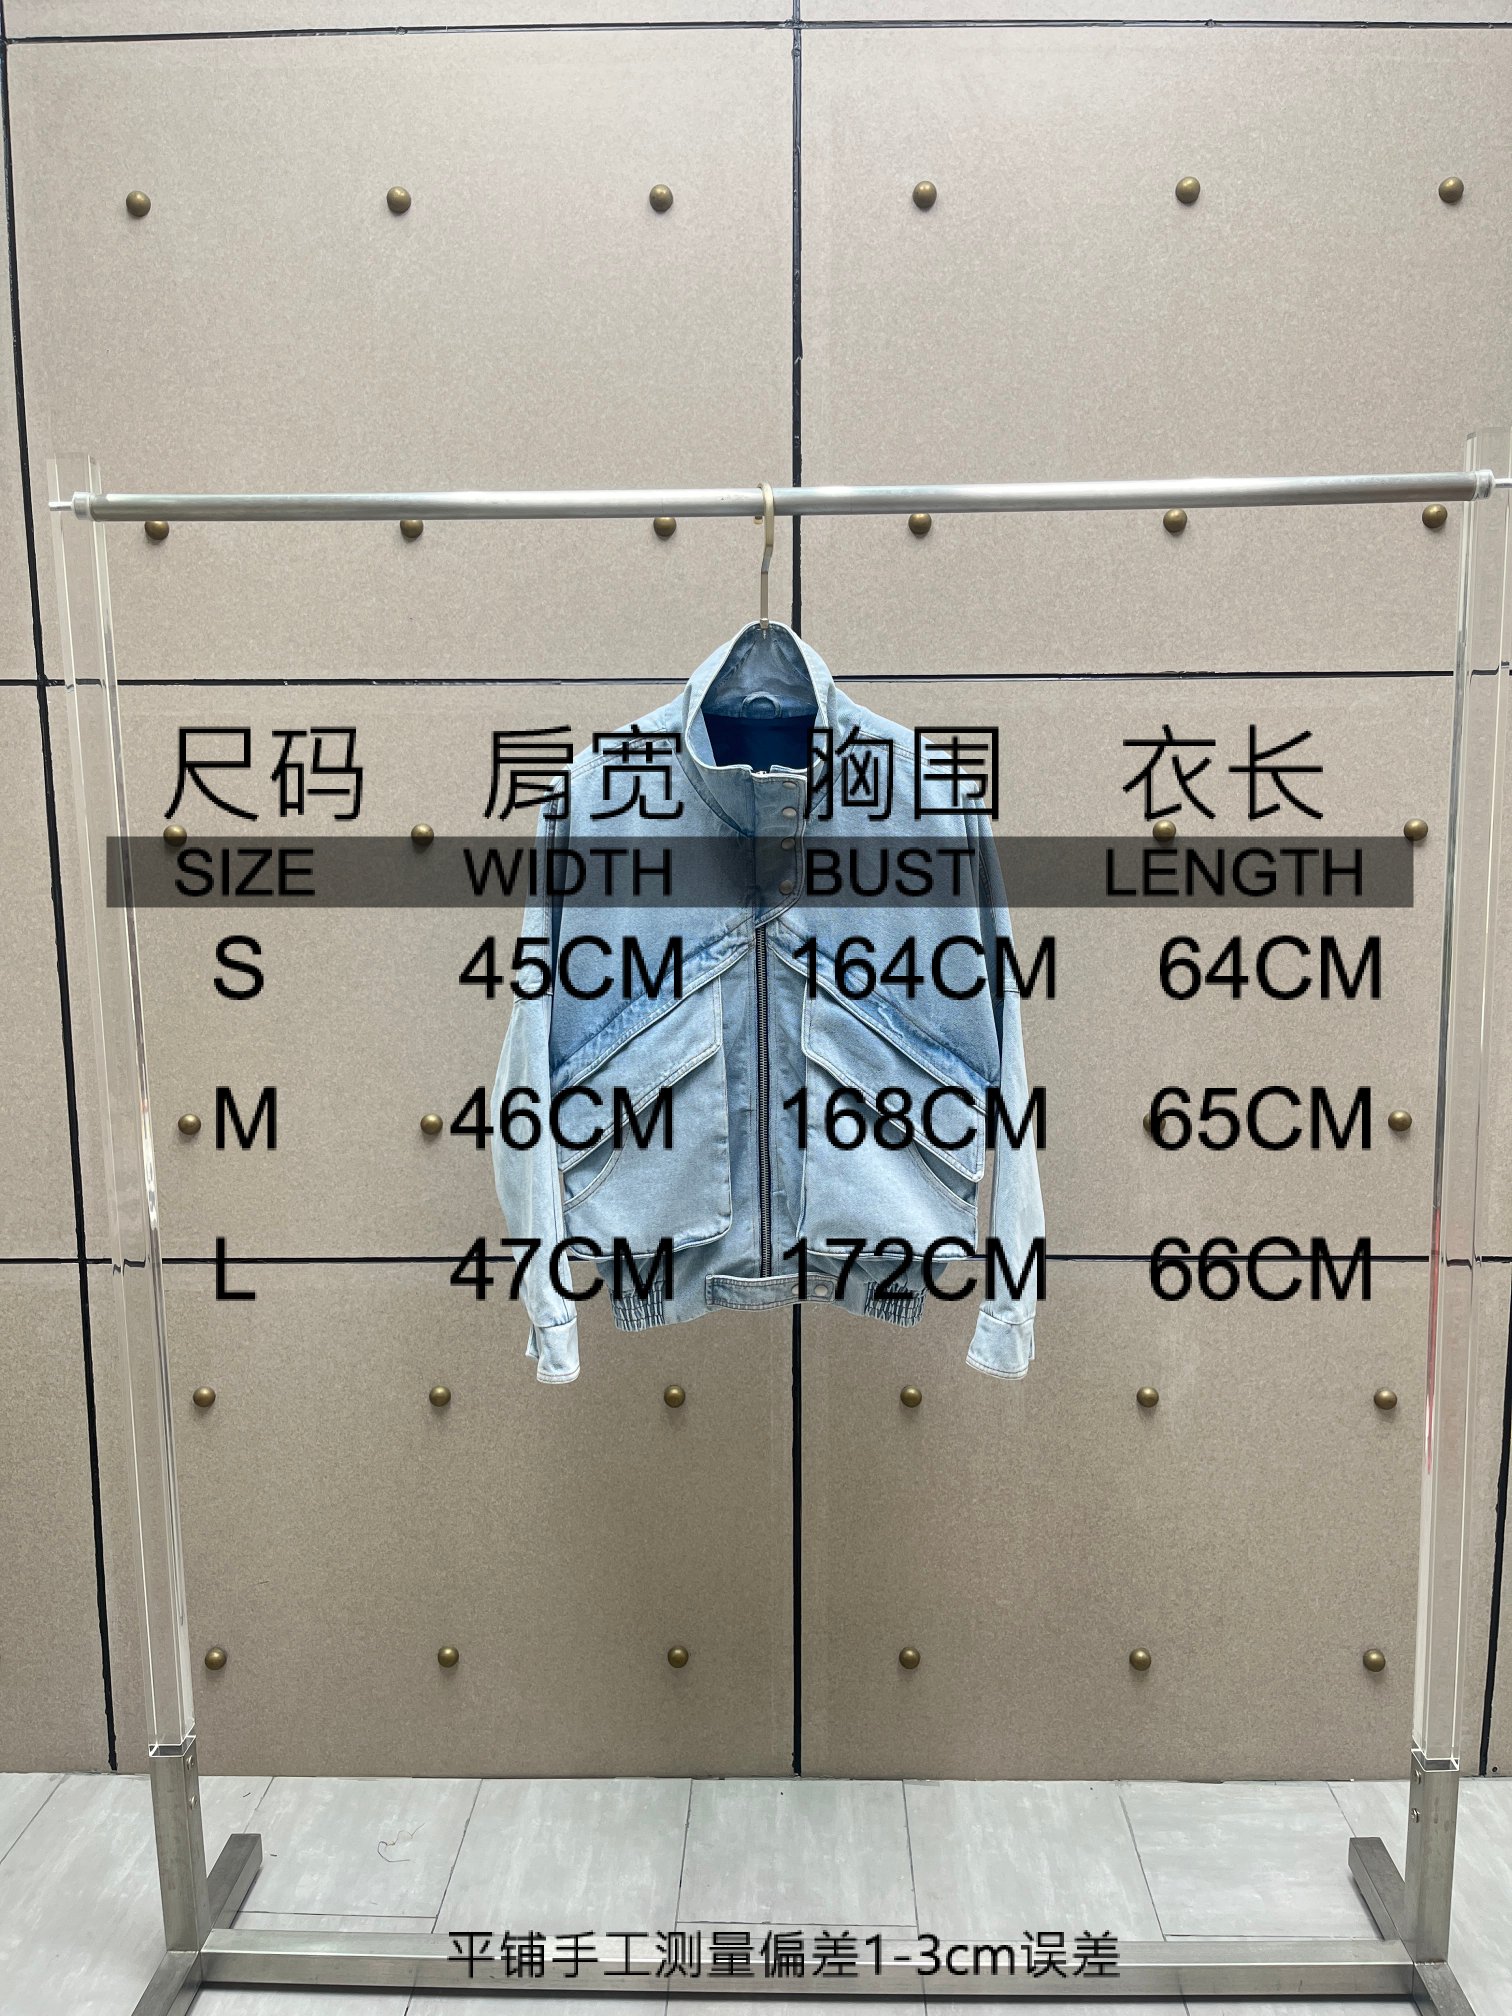 尺码 肩宽 胸围 衣长
SIZE WIDTH BUST LENGTH
S 45CM 164CM 64CM
M 46CM 168CM 65CM
L 47CM 172CM 66CM
平铺手工测量偏差1-3cm误差